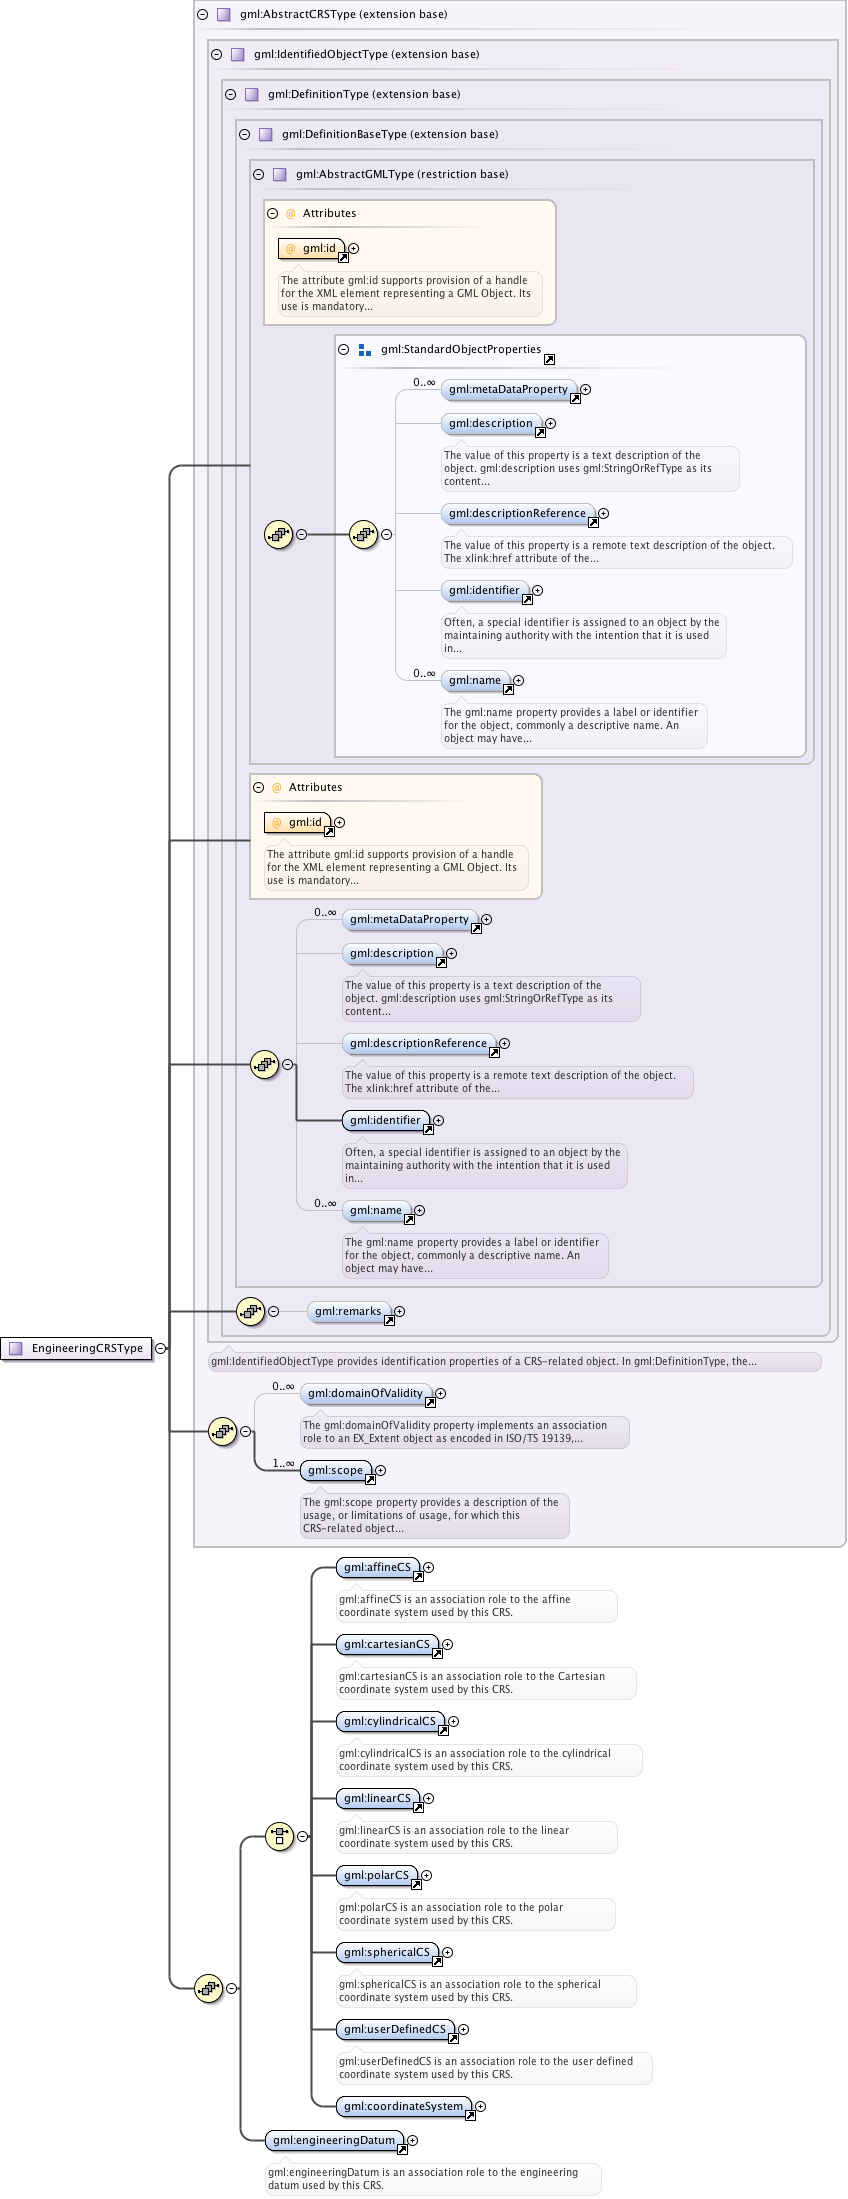 gml:AbstractCRSType (extension base)
gml:IdentifiedObjectType (extension base)
gml:DefinitionType (extension base)
gml:DefinitionBaseType (extension base)
gml:AbstractGMLType (restriction base)
@ Attributes
@ gml:id
The attribute gml:id supports provision of a handle
for the XML element representing a GML Object. Its
use is mandatory...
gml:StandardObjectProperties
0..∞ gml:metaDataProperty
gml:description
The value of this property is a text description of the
object. gml:description uses gml:StringOrRefType as its
content...
gml:descriptionReference
The value of this property is a remote text description of the object.
The xlink:href attribute of the...
gml:identifier
Often, a special identifier is assigned to an object by the
maintaining authority with the intention that it is used
in...
0..∞ gml:name
The gml:name property provides a label or identifier
for the object, commonly a descriptive name. An
object may have...
@ Attributes
@ gml:id
The attribute gml:id supports provision of a handle
for the XML element representing a GML Object. Its
use is mandatory...
0..∞ gml:metaDataProperty
gml:description
The value of this property is a text description of the
object. gml:description uses gml:StringOrRefType as its
content...
gml:descriptionReference
The value of this property is a remote text description of the object.
The xlink:href attribute of the...
gml:identifier
Often, a special identifier is assigned to an object by the
maintaining authority with the intention that it is used
in...
0..∞ gml:name
The gml:name property provides a label or identifier
for the object, commonly a descriptive name. An
object may have...
gml:remarks
EngineeringCRSType
gml:IdentifiedObjectType provides identification properties of a CRS-related object. In gml:DefinitionType, the...
0..∞ gml:domainOfValidity
The gml:domainOfValidity property implements an association
role to an EX_Extent object as encoded in ISO/TS 19139,...
1..∞ gml:scope
The gml:scope property provides a description of the
usage, or limitations of usage, for which this
CRS-related object...
gml:affineCS
gml:affineCS is an association role to the affine
coordinate system used by this CRS.
gml:cartesianCS
gml:cartesianCS is an association role to the Cartesian
coordinate system used by this CRS.
gml:cylindricalCS
gml:cylindricalCS is an association role to the cylindrical
coordinate system used by this CRS.
gml:linearCS
gml:linearCS is an association role to the linear
coordinate system used by this CRS.
gml:polarCS
gml:polarCS is an association role to the polar
coordinate system used by this CRS.
gml:sphericalCS
gml:sphericalCS is an association role to the spherical
coordinate system used by this CRS.
gml:userDefinedCS
gml:userDefinedCS is an association role to the user defined
coordinate system used by this CRS.
gml:coordinateSystem
gml:engineeringDatum
gml:engineeringDatum is an association role to the engineering
datum used by this CRS.